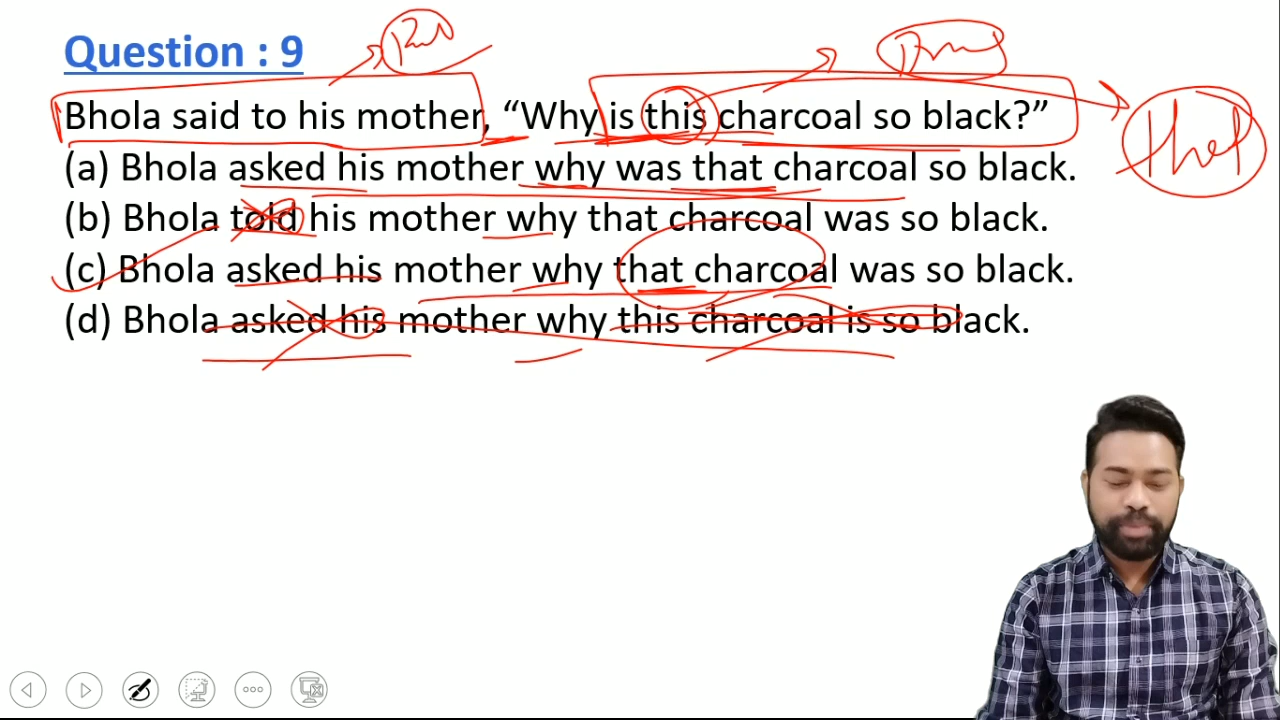 Question : 9
Bhola said to his mother, “Why is this charcoal so black?”
(a) Bhola asked his mother why was that charcoal so black.
(b) Bhola told his mother why that charcoal was so black.
(c) Bhola asked his mother why that charcoal was so black.
(d) Bhola asked his mother why this charcoal is so black.
that